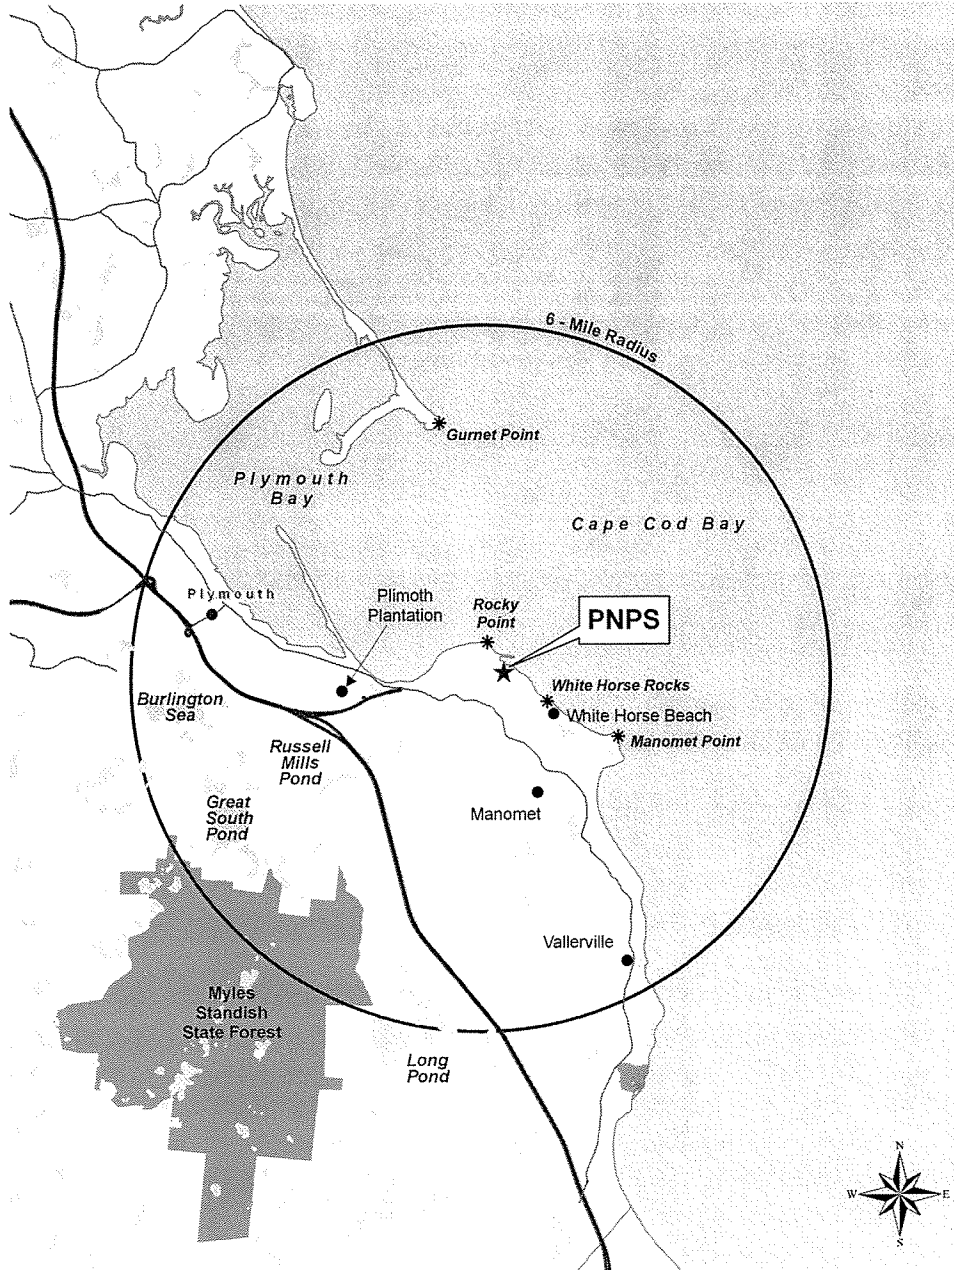 6 - Mile Radius
Gurnet Point
Plymouth
Bay
Cape Cod Bay
Plymouth
Plimoth
Plantation
Rocky
Point
PNPS
White Horse Rocks
White Horse Beach
Manomet Point
Burlington
Sea
Russell
Mills
Pond
Great
South
Pond
Manomet
Vallerville
Myles
Standish
State Forest
Long
Pond
N
W
E
S